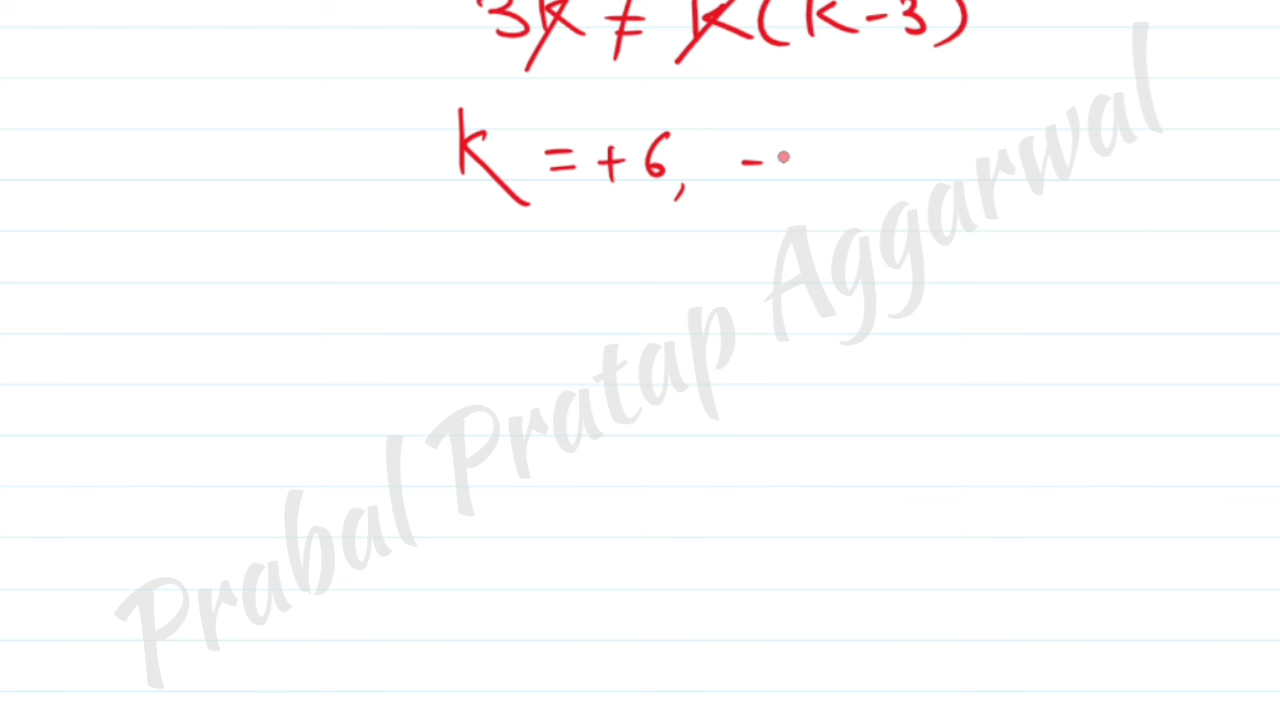 3k ≠ k(k-3)
k = +6, -
Prabal Pratap Aggarwal